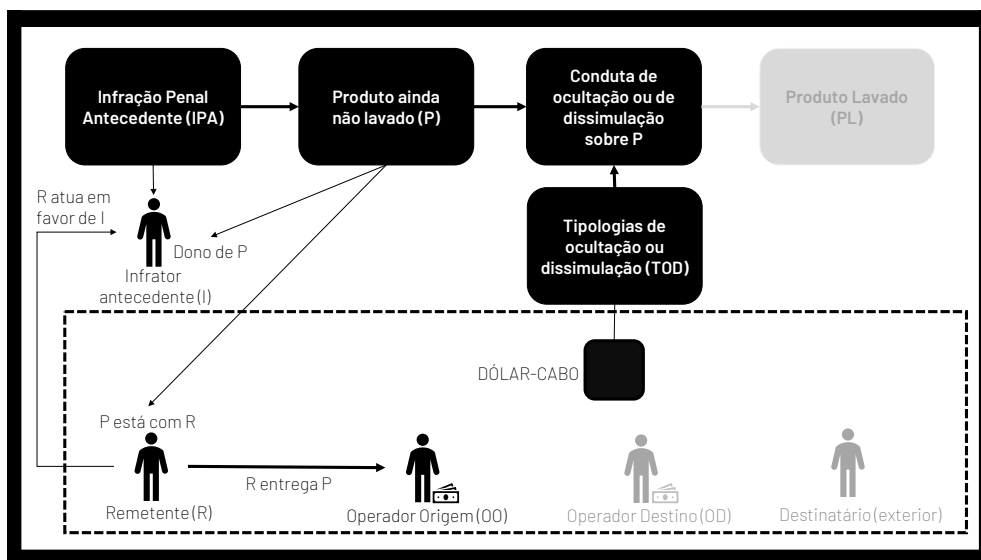 Infração Penal
Antecedente (IPA)
Produto ainda
não lavado (P)
Conduta de
ocultação ou de
dissimulação
sobre P
Produto Lavado
(PL)
R atua em
favor de I
Dono de P
Infrator
antecedente (I)
Tipologias de
ocultação ou
dissimulação (TOD)
DÓLAR-CABO
P está com R
R entrega P
Remetente (R)
Operador Origem (OO)
Operador Destino (OD)
Destinatário (exterior)